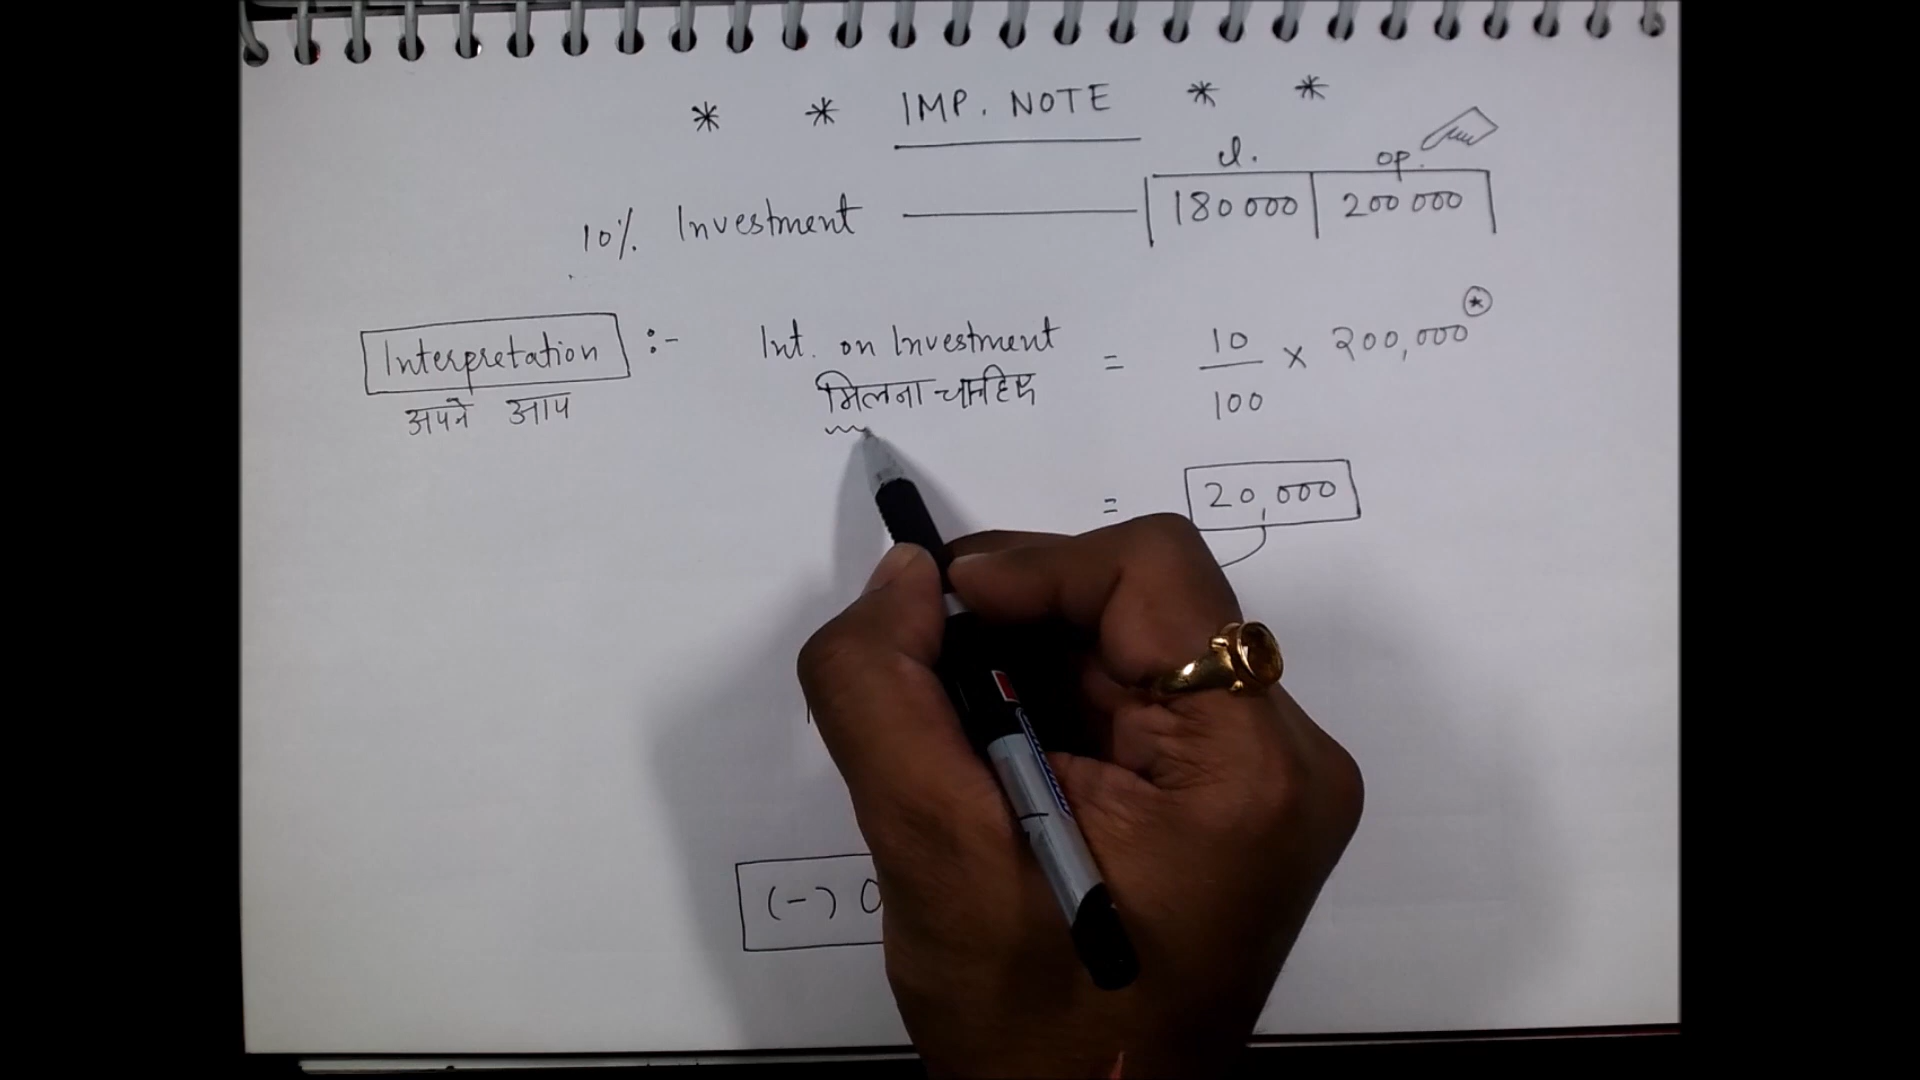 * * IMP. NOTE * *
cl. op.
10% Investment 180000 200000
Interpretation :- Int. on Investment = 10/100 x 200,000 *
अपने आप मिलना चाहिए
= 20,000
(-) O